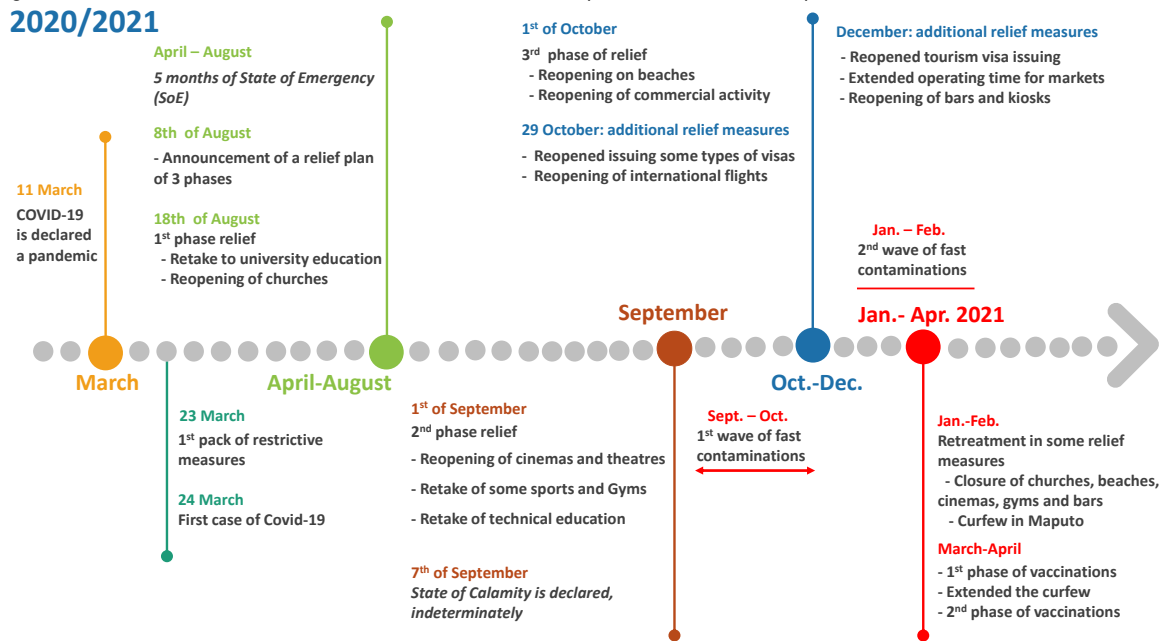 2020/2021
11 March
COVID-19
is declared
a pandemic
March
23 March
1st pack of restrictive
measures
24 March
First case of Covid-19
April – August
5 months of State of Emergency
(SoE)
8th of August
- Announcement of a relief plan
of 3 phases
18th of August
1st phase relief
- Retake to university education
- Reopening of churches
April-August
1st of September
2nd phase relief
- Reopening of cinemas and theatres
- Retake of some sports and Gyms
- Retake of technical education
7th of September
State of Calamity is declared,
indeterminately
September
Sept. – Oct.
1st wave of fast
contaminations
1st of October
3rd phase of relief
- Reopening on beaches
- Reopening of commercial activity
29 October: additional relief measures
- Reopened issuing some types of visas
- Reopening of international flights
Oct.-Dec.
December: additional relief measures
- Reopened tourism visa issuing
- Extended operating time for markets
- Reopening of bars and kiosks
Jan. – Feb.
2nd wave of fast
contaminations
Jan.- Apr. 2021
Jan.-Feb.
Retreatment in some relief
measures
- Closure of churches, beaches,
cinemas, gyms and bars
- Curfew in Maputo
March-April
- 1st phase of vaccinations
- Extended the curfew
- 2nd phase of vaccinations